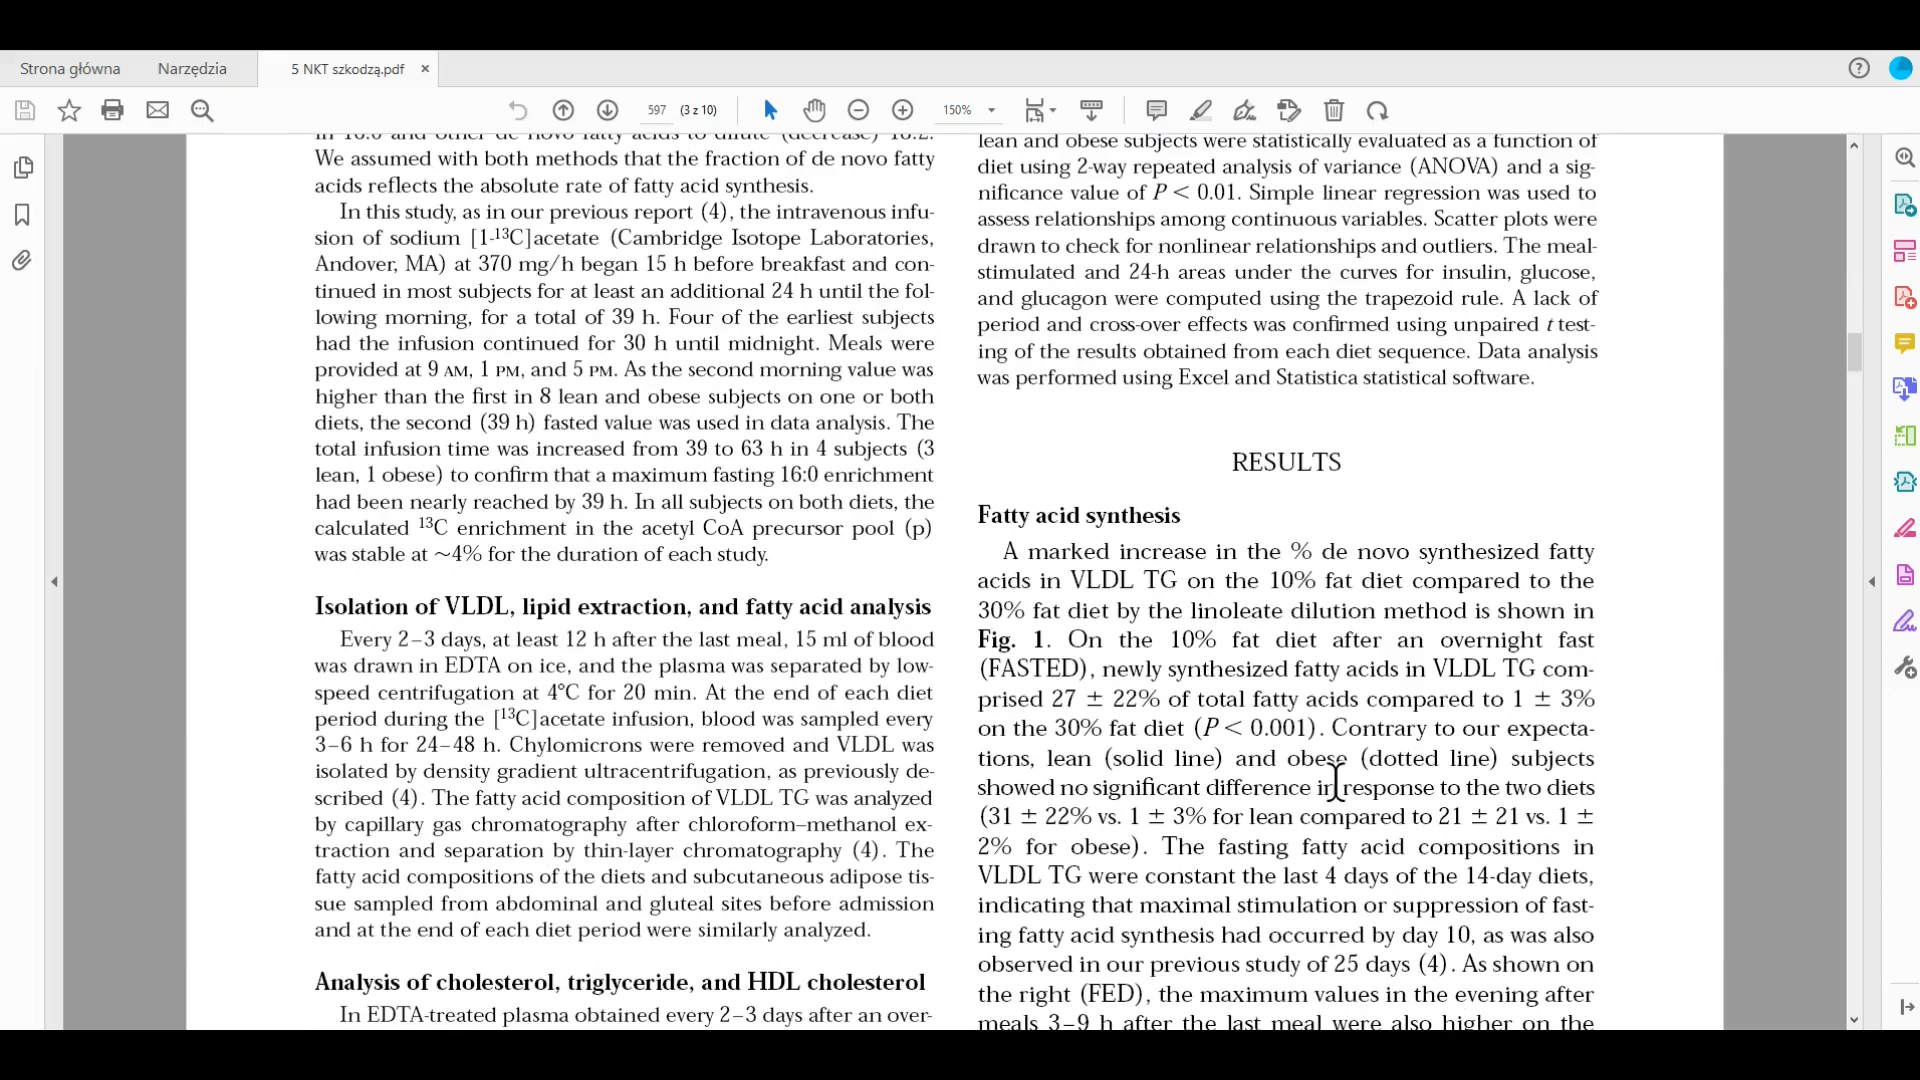 Strona główna
Narzędzia
5 NKT szkodzą.pdf
597
(3 z 10)
150%
in 16:0 and other de novo fatty acids to dilute (decrease) 18:2.
We assumed with both methods that the fraction of de novo fatty
acids reflects the absolute rate of fatty acid synthesis.
In this study, as in our previous report (4), the intravenous infu-
sion of sodium [1-¹³C]acetate (Cambridge Isotope Laboratories,
Andover, MA) at 370 mg/h began 15 h before breakfast and con-
tinued in most subjects for at least an additional 24 h until the fol-
lowing morning, for a total of 39 h. Four of the earliest subjects
had the infusion continued for 30 h until midnight. Meals were
provided at 9 AM, 1 PM, and 5 PM. As the second morning value was
higher than the first in 8 lean and obese subjects on one or both
diets, the second (39 h) fasted value was used in data analysis. The
total infusion time was increased from 39 to 63 h in 4 subjects (3
lean, 1 obese) to confirm that a maximum fasting 16:0 enrichment
had been nearly reached by 39 h. In all subjects on both diets, the
calculated ¹³C enrichment in the acetyl CoA precursor pool (p)
was stable at ~4% for the duration of each study.
Isolation of VLDL, lipid extraction, and fatty acid analysis
Every 2–3 days, at least 12 h after the last meal, 15 ml of blood
was drawn in EDTA on ice, and the plasma was separated by low-
speed centrifugation at 4°C for 20 min. At the end of each diet
period during the [¹³C]acetate infusion, blood was sampled every
3–6 h for 24–48 h. Chylomicrons were removed and VLDL was
isolated by density gradient ultracentrifugation, as previously de-
scribed (4). The fatty acid composition of VLDL TG was analyzed
by capillary gas chromatography after chloroform–methanol ex-
traction and separation by thin-layer chromatography (4). The
fatty acid compositions of the diets and subcutaneous adipose tis-
sue sampled from abdominal and gluteal sites before admission
and at the end of each diet period were similarly analyzed.
Analysis of cholesterol, triglyceride, and HDL cholesterol
In EDTA-treated plasma obtained every 2–3 days after an over-
lean and obese subjects were statistically evaluated as a function of
diet using 2-way repeated analysis of variance (ANOVA) and a sig-
nificance value of P < 0.01. Simple linear regression was used to
assess relationships among continuous variables. Scatter plots were
drawn to check for nonlinear relationships and outliers. The meal-
stimulated and 24-h areas under the curves for insulin, glucose,
and glucagon were computed using the trapezoid rule. A lack of
period and cross-over effects was confirmed using unpaired t test-
ing of the results obtained from each diet sequence. Data analysis
was performed using Excel and Statistica statistical software.
RESULTS
Fatty acid synthesis
A marked increase in the % de novo synthesized fatty
acids in VLDL TG on the 10% fat diet compared to the
30% fat diet by the linoleate dilution method is shown in
Fig. 1. On the 10% fat diet after an overnight fast
(FASTED), newly synthesized fatty acids in VLDL TG com-
prised 27 ± 22% of total fatty acids compared to 1 ± 3%
on the 30% fat diet (P < 0.001). Contrary to our expecta-
tions, lean (solid line) and obese (dotted line) subjects
showed no significant difference in response to the two diets
(31 ± 22% vs. 1 ± 3% for lean compared to 21 ± 21 vs. 1 ±
2% for obese). The fasting fatty acid compositions in
VLDL TG were constant the last 4 days of the 14-day diets,
indicating that maximal stimulation or suppression of fast-
ing fatty acid synthesis had occurred by day 10, as was also
observed in our previous study of 25 days (4). As shown on
the right (FED), the maximum values in the evening after
meals 3–9 h after the last meal were also higher on the